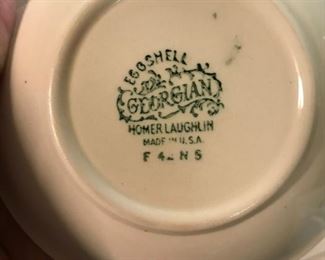 EGGSHELL
GEORGIAN
HOMER LAUGHLIN
MADE IN U.S.A.
F 42 N 5